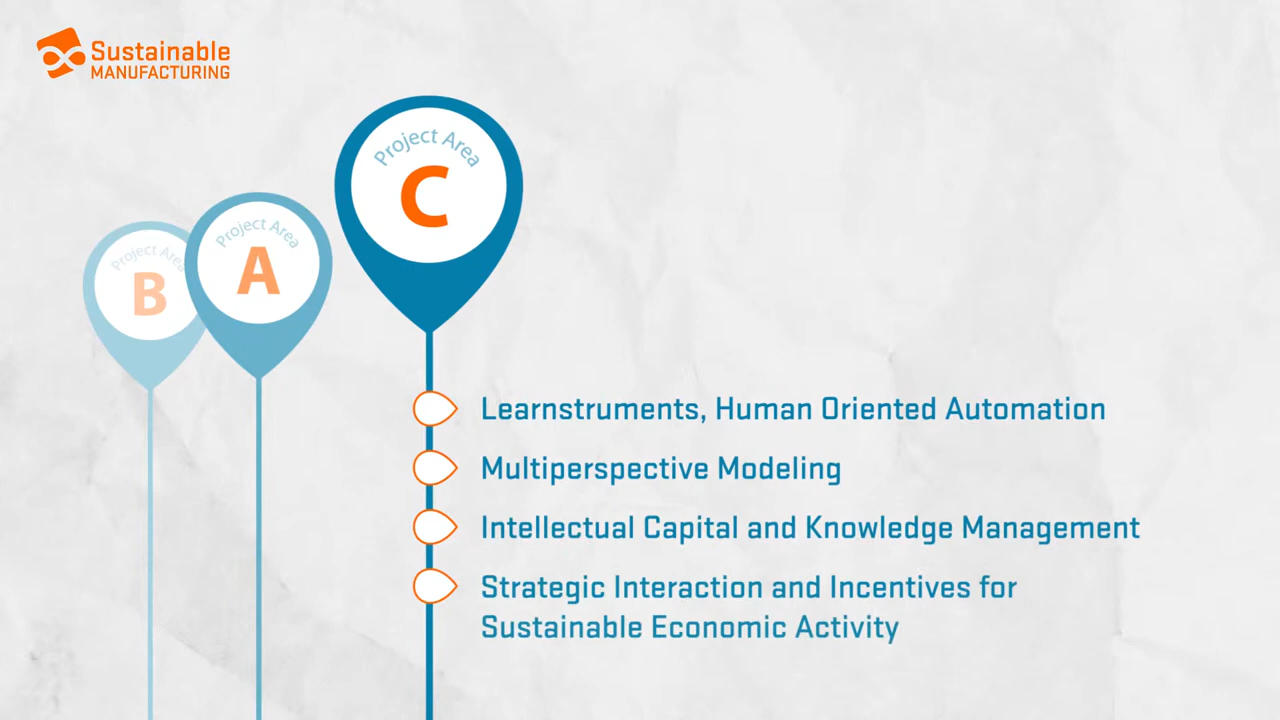 Sustainable
MANUFACTURING
Project Area
C
Project Area
A
Project Area
B
Learnstruments, Human Oriented Automation
Multiperspective Modeling
Intellectual Capital and Knowledge Management
Strategic Interaction and Incentives for
Sustainable Economic Activity